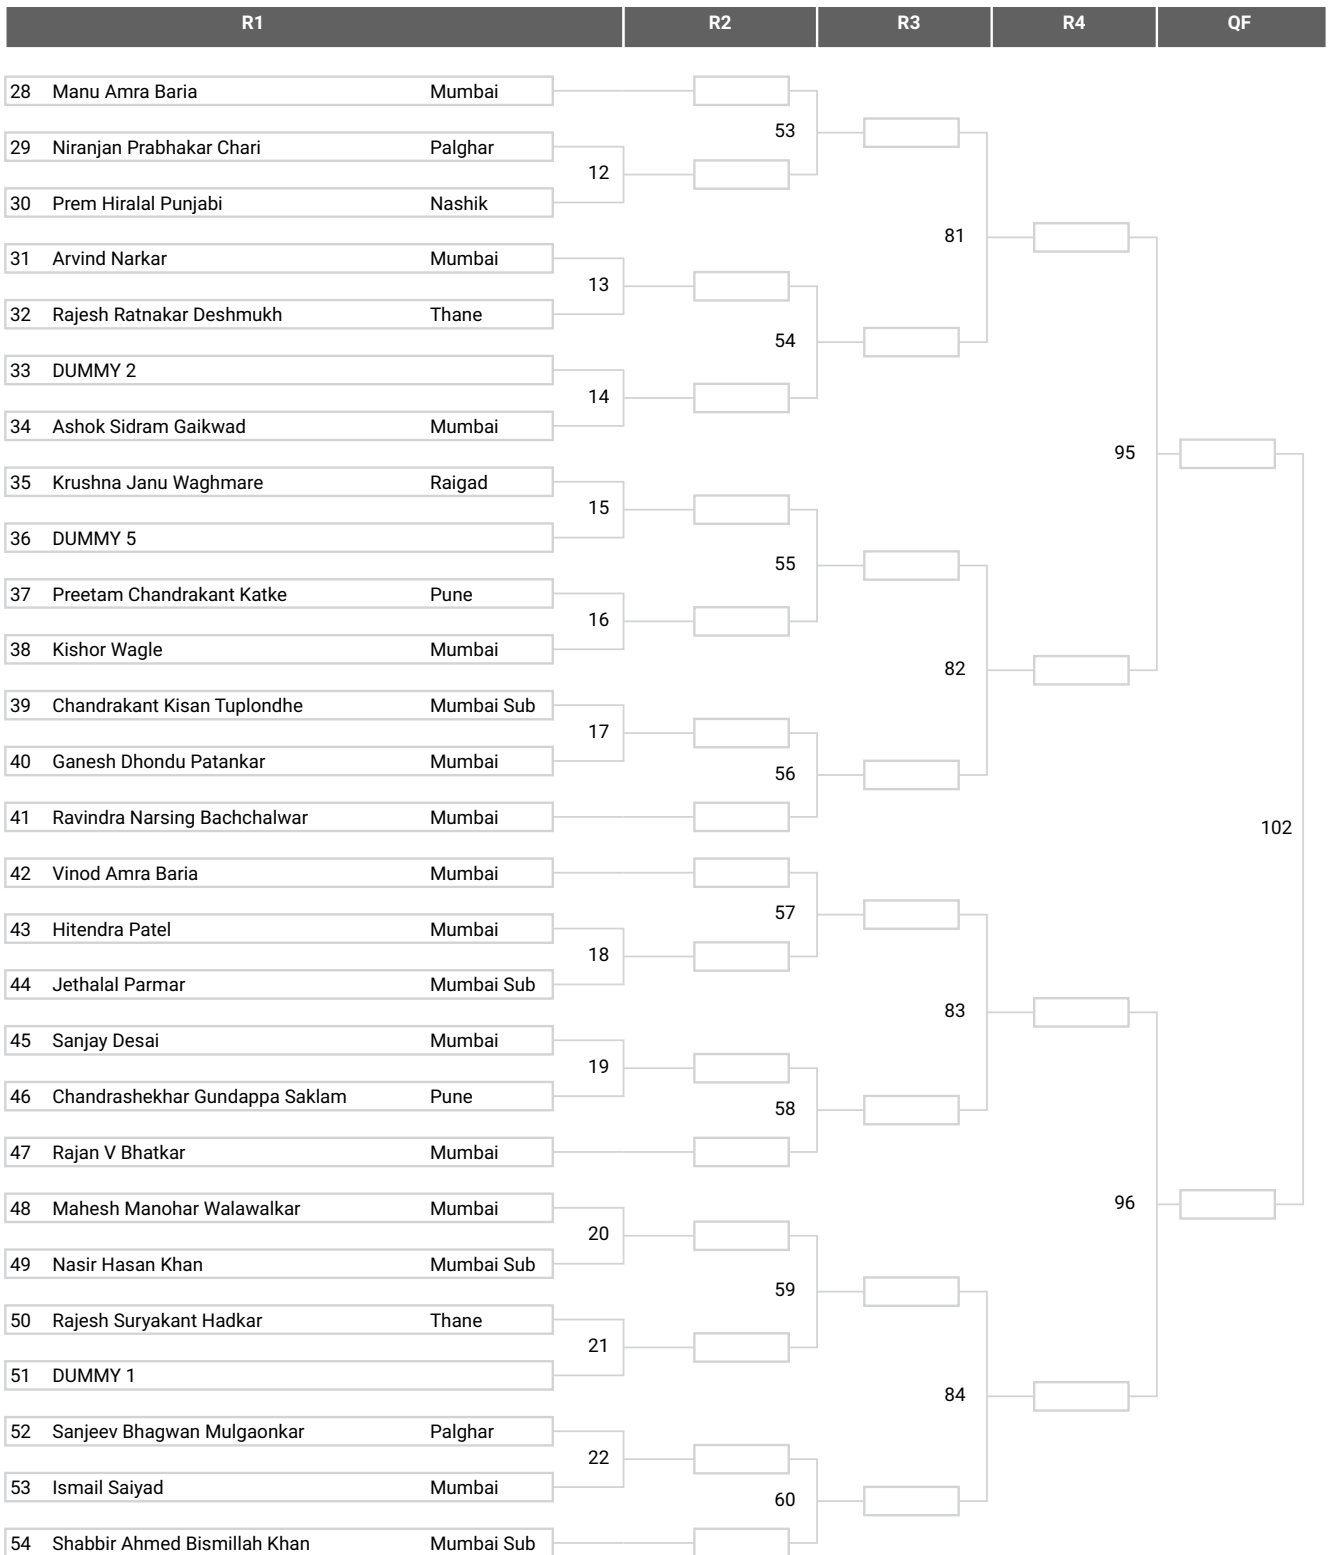 R1 R2 R3 R4 QF
28 Manu Amra Baria Mumbai
53
29 Niranjan Prabhakar Chari Palghar
12
30 Prem Hiralal Punjabi Nashik
81
31 Arvind Narkar Mumbai
13
32 Rajesh Ratnakar Deshmukh Thane
54
33 DUMMY 2
14
34 Ashok Sidram Gaikwad Mumbai
95
35 Krushna Janu Waghmare Raigad
15
36 DUMMY 5
55
37 Preetam Chandrakant Katke Pune
16
38 Kishor Wagle Mumbai
82
39 Chandrakant Kisan Tuplondhe Mumbai Sub
17
40 Ganesh Dhondu Patankar Mumbai
56
41 Ravindra Narsing Bachchalwar Mumbai
102
42 Vinod Amra Baria Mumbai
57
43 Hitendra Patel Mumbai
18
44 Jethalal Parmar Mumbai Sub
83
45 Sanjay Desai Mumbai
19
46 Chandrashekhar Gundappa Saklam Pune
58
47 Rajan V Bhatkar Mumbai
96
48 Mahesh Manohar Walawalkar Mumbai
20
49 Nasir Hasan Khan Mumbai Sub
59
50 Rajesh Suryakant Hadkar Thane
21
51 DUMMY 1
84
52 Sanjeev Bhagwan Mulgaonkar Palghar
22
53 Ismail Saiyad Mumbai
60
54 Shabbir Ahmed Bismillah Khan Mumbai Sub